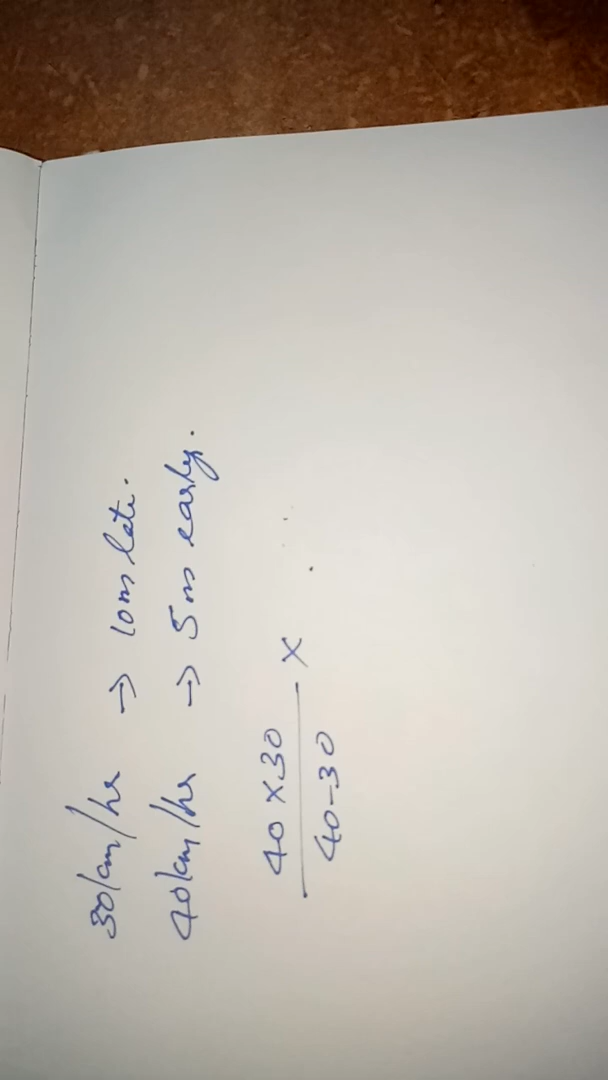 30km/hr → 10m late.
40km/hr → 5m early.
40 × 30
40-30
×